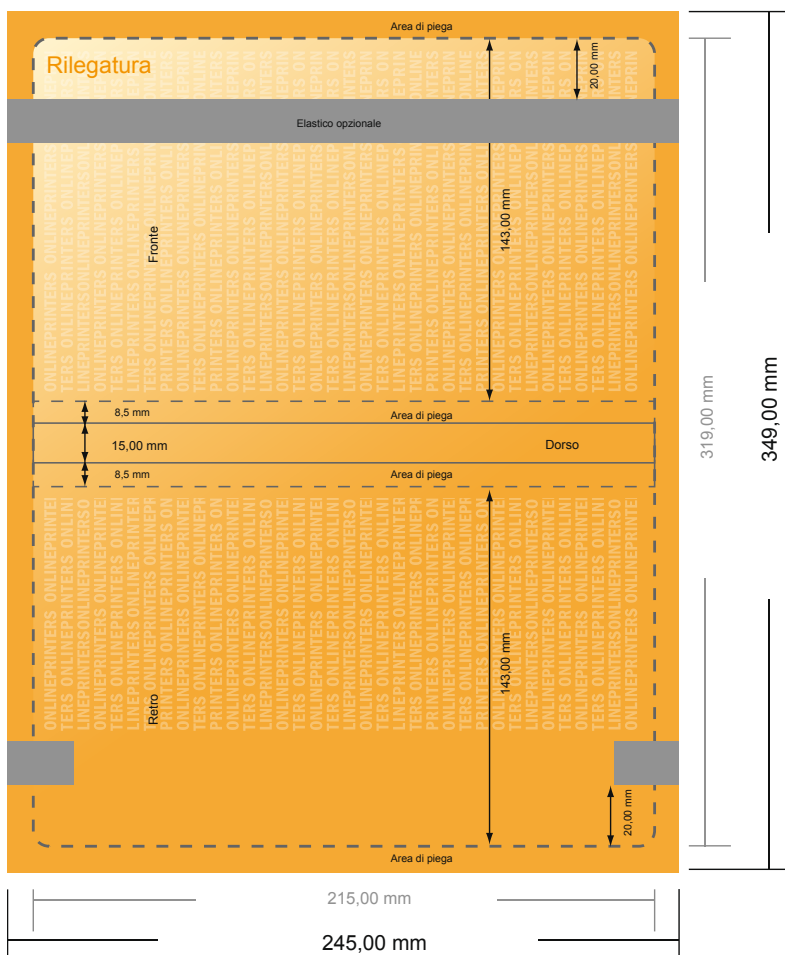 Area di piega
Rilegatura
20,00 mm
Elastico opzionale
ONLINEPRINTERS
Fronte
143,00 mm
8,5 mm
Area di piega
15,00 mm
Dorso
8,5 mm
Area di piega
319,00 mm
349,00 mm
Retro
143,00 mm
20,00 mm
Area di piega
215,00 mm
245,00 mm